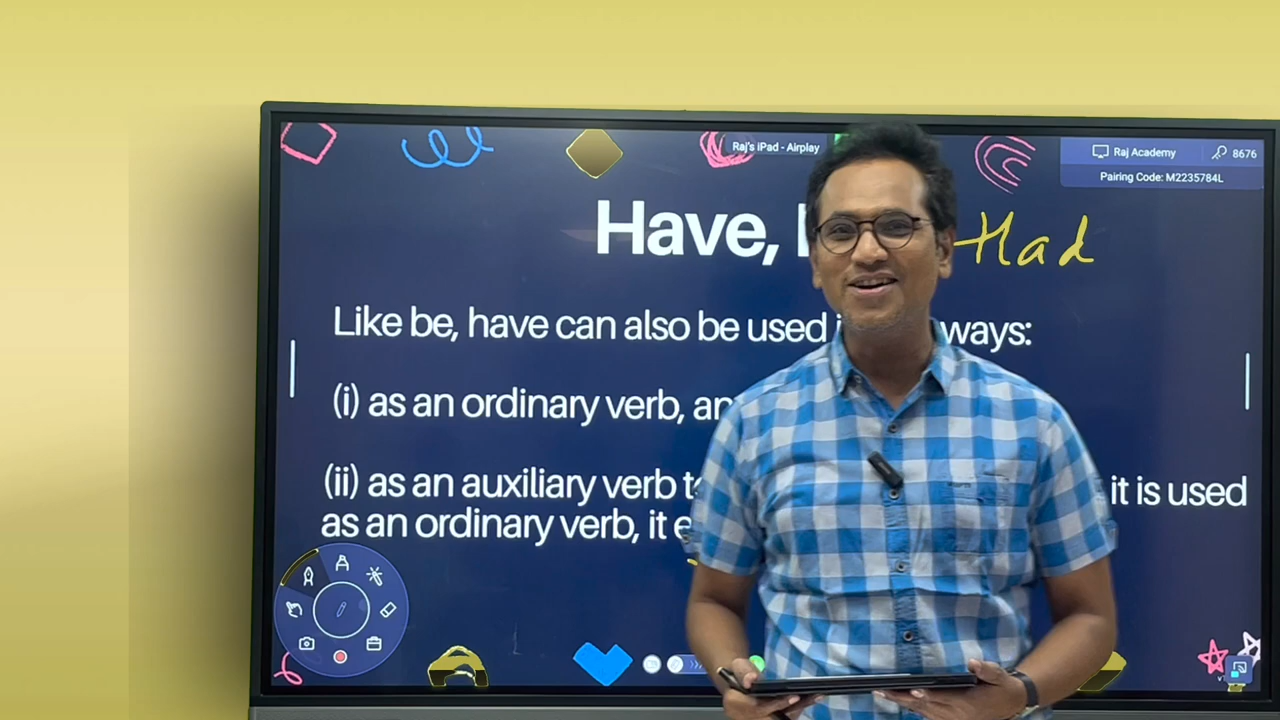 Raj's iPad - Airplay
Raj Academy 8676
Pairing Code: M2235784L
Have, Had
Like be, have can also be used ways:
(i) as an ordinary verb,
(ii) as an auxiliary verb it is used
as an ordinary verb, it